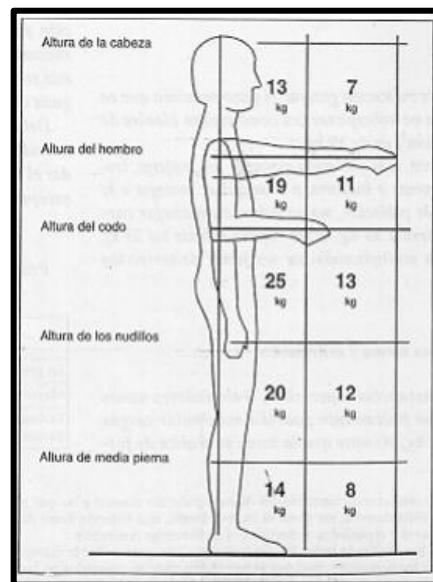 Altura de la cabeza
13 7
kg kg
Altura del hombro
19 11
kg kg
Altura del codo
25 13
kg kg
Altura de los nudillos
20 12
kg kg
Altura de media pierna
14 8
kg kg